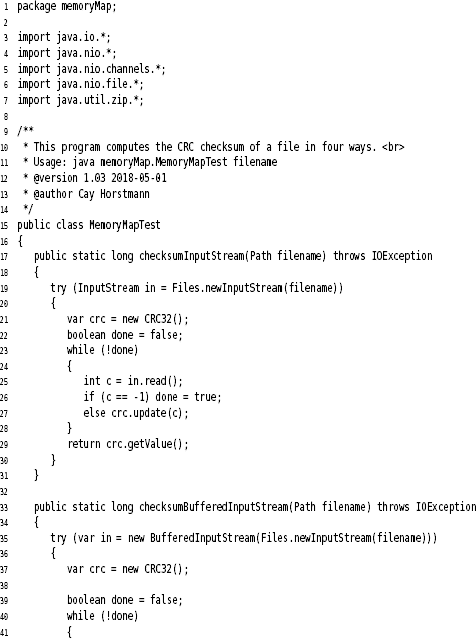 1 package memoryMap;
2
3 import java.io.*;
4 import java.nio.*;
5 import java.nio.channels.*;
6 import java.nio.file.*;
7 import java.util.zip.*;
8
9 /**
10  * This program computes the CRC checksum of a file in four ways. <br>
11  * Usage: java memoryMap.MemoryMapTest filename
12  * @version 1.03 2018-05-01
13  * @author Cay Horstmann
14  */
15 public class MemoryMapTest
16 {
17    public static long checksumInputStream(Path filename) throws IOException
18    {
19       try (InputStream in = Files.newInputStream(filename))
20       {
21          var crc = new CRC32();
22          boolean done = false;
23          while (!done)
24          {
25             int c = in.read();
26             if (c == -1) done = true;
27             else crc.update(c);
28          }
29          return crc.getValue();
30       }
31    }
32
33    public static long checksumBufferedInputStream(Path filename) throws IOException
34    {
35       try (var in = new BufferedInputStream(Files.newInputStream(filename)))
36       {
37          var crc = new CRC32();
38
39          boolean done = false;
40          while (!done)
41          {